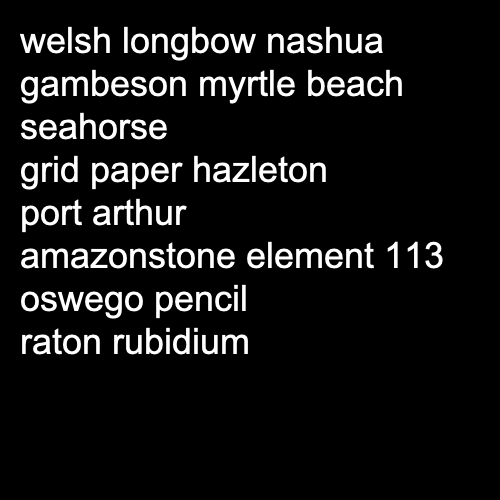 welsh longbow nashua
gambeson myrtle beach
seahorse
grid paper hazleton
port arthur
amazonstone element 113
oswego pencil
raton rubidium